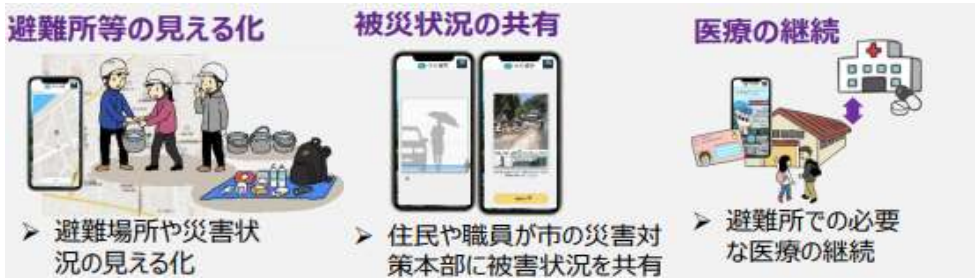 避難所等の見える化
被災状況の共有
医療の継続
➢ 避難場所や災害状
況の見える化
➢ 住民や職員が市の災害対
策本部に被害状況を共有
➢ 避難所での必要
な医療の継続